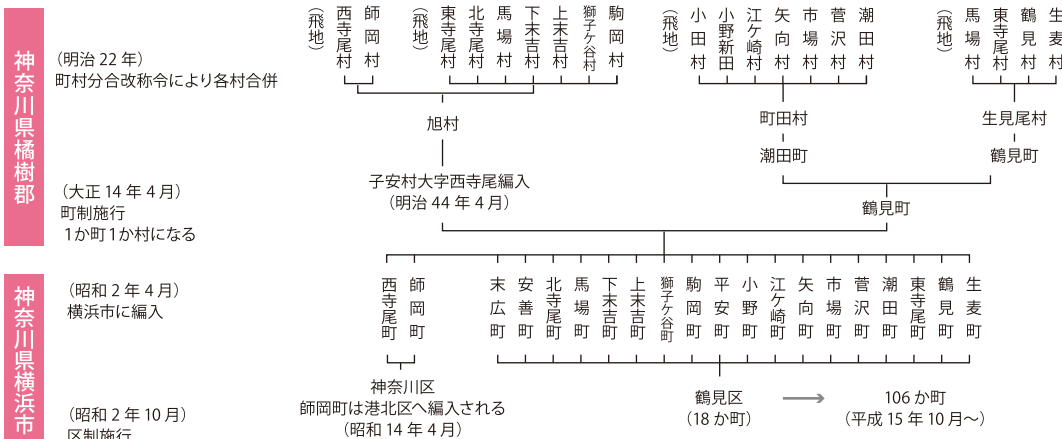 神奈川県橘樹郡
(明治22年)
町村分合改称令により各村合併
(飛地)
西寺尾村
師岡村
(飛地)
東寺尾村
北寺尾村
馬場村
下末吉村
上末吉村
獅子ケ谷村
駒岡村
(飛地)
小田村
小野新田
江ケ崎村
矢向村
市場村
菅沢村
潮田村
(飛地)
馬場村
東寺尾村
鶴見村
生麦村
旭村
町田村
生見尾村
潮田町
鶴見町
子安村大字西寺尾編入
(明治44年4月)
(大正14年4月)
町制施行
1か町1か村になる
鶴見町
神奈川県横浜市
(昭和2年4月)
横浜市に編入
西寺尾町
師岡町
末広町
安善町
北寺尾町
馬場町
下末吉町
上末吉町
獅子ケ谷町
駒岡町
平安町
小野町
江ケ崎町
矢向町
市場町
菅沢町
潮田町
東寺尾町
鶴見町
生麦町
神奈川区
師岡町は港北区へ編入される
(昭和14年4月)
鶴見区
(18か町)
106か町
(平成15年10月〜)
(昭和2年10月)
区制施行